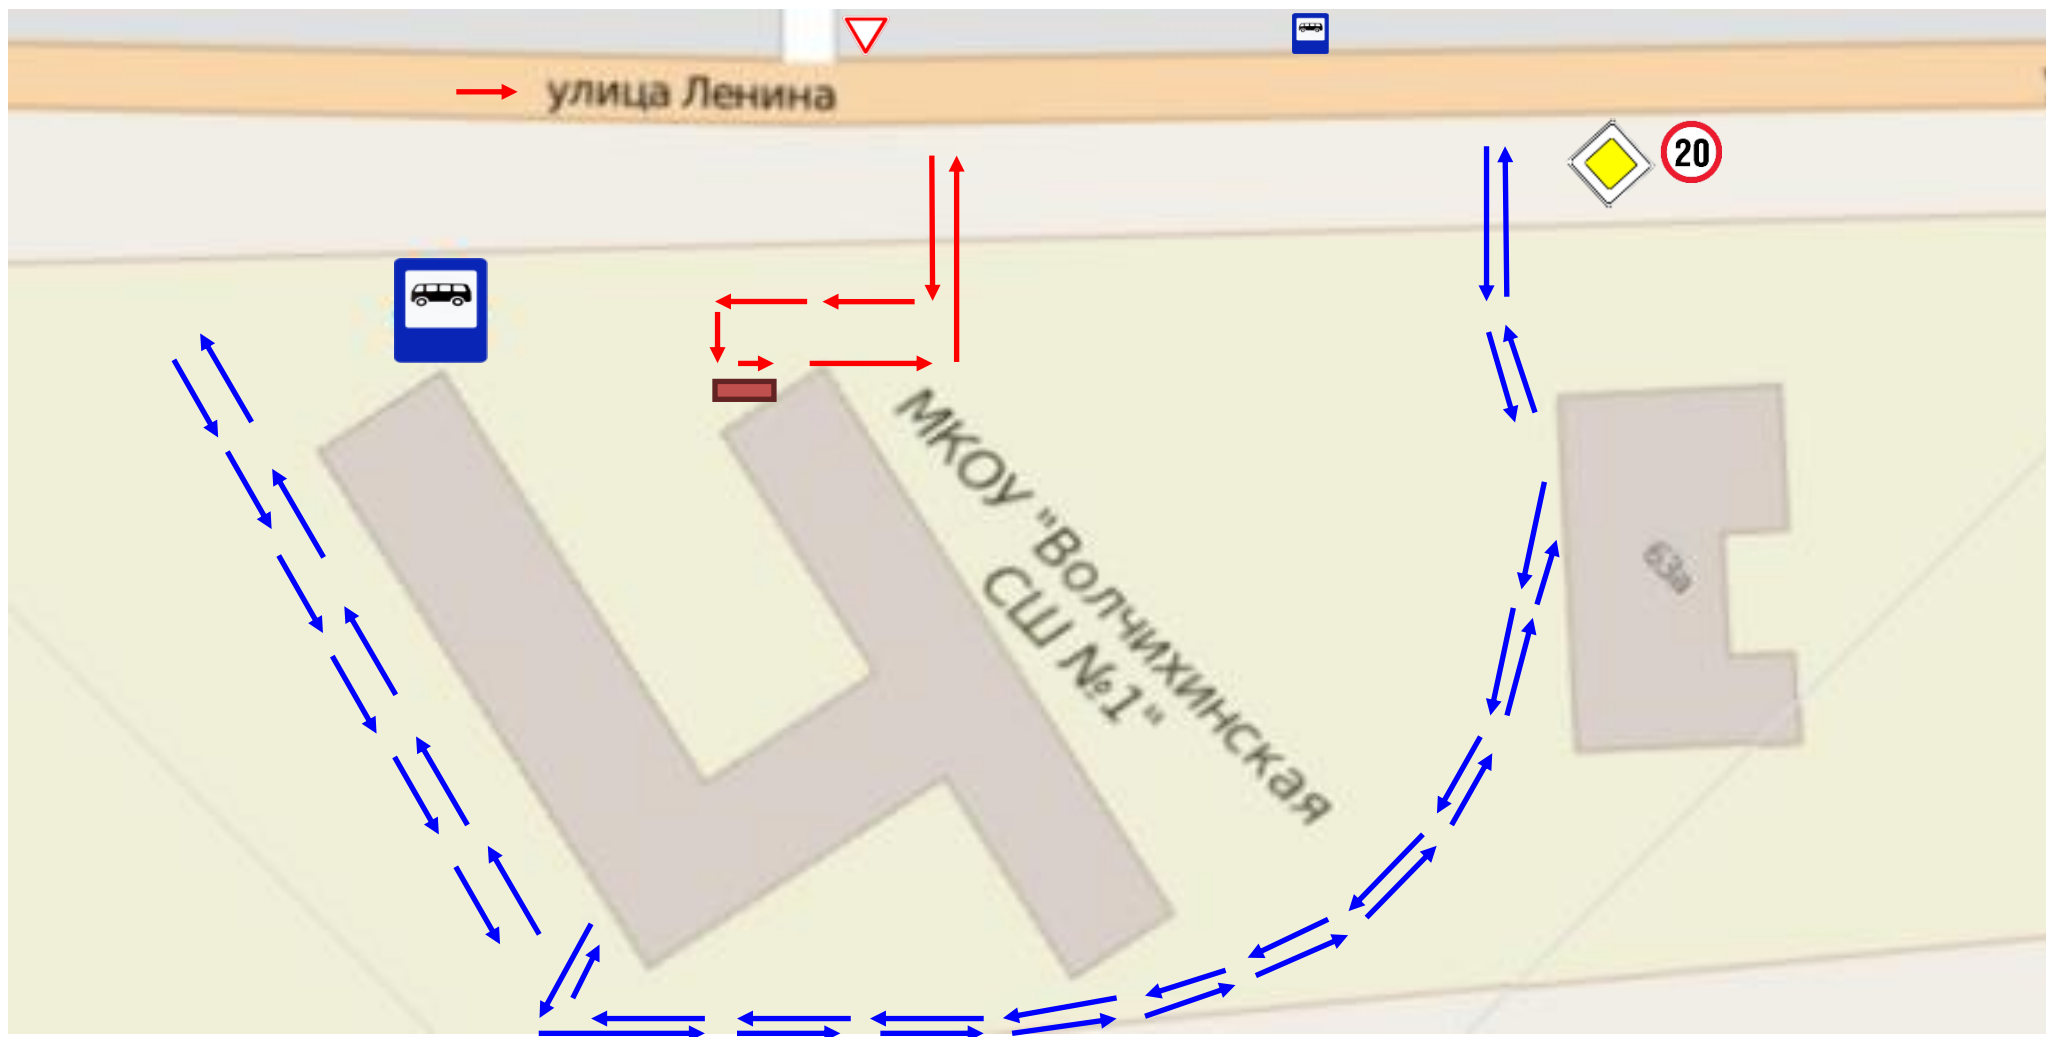 улица Ленина
20
МКОУ "Волчихинская
СШ №1"
63а